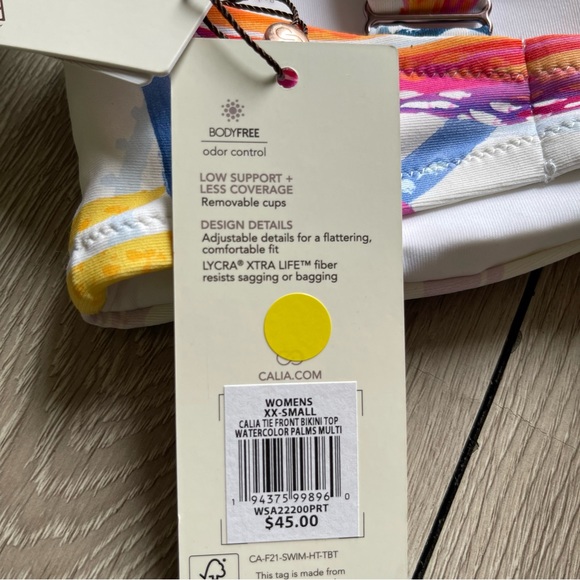 BODYFREE
odor control
LOW SUPPORT +
LESS COVERAGE
Removable cups
DESIGN DETAILS
Adjustable details for a flattering,
comfortable fit
LYCRA® XTRA LIFE™ fiber
resists sagging or bagging
CALIA.COM
WOMENS
XX-SMALL
CALIA TIE FRONT BIKINI TOP
WATERCOLOR PALMS MULTI
1 94375 99896 0
WSA22200PRT
$45.00
CA-F21-SWIM-HT-TBT
This tag is made from